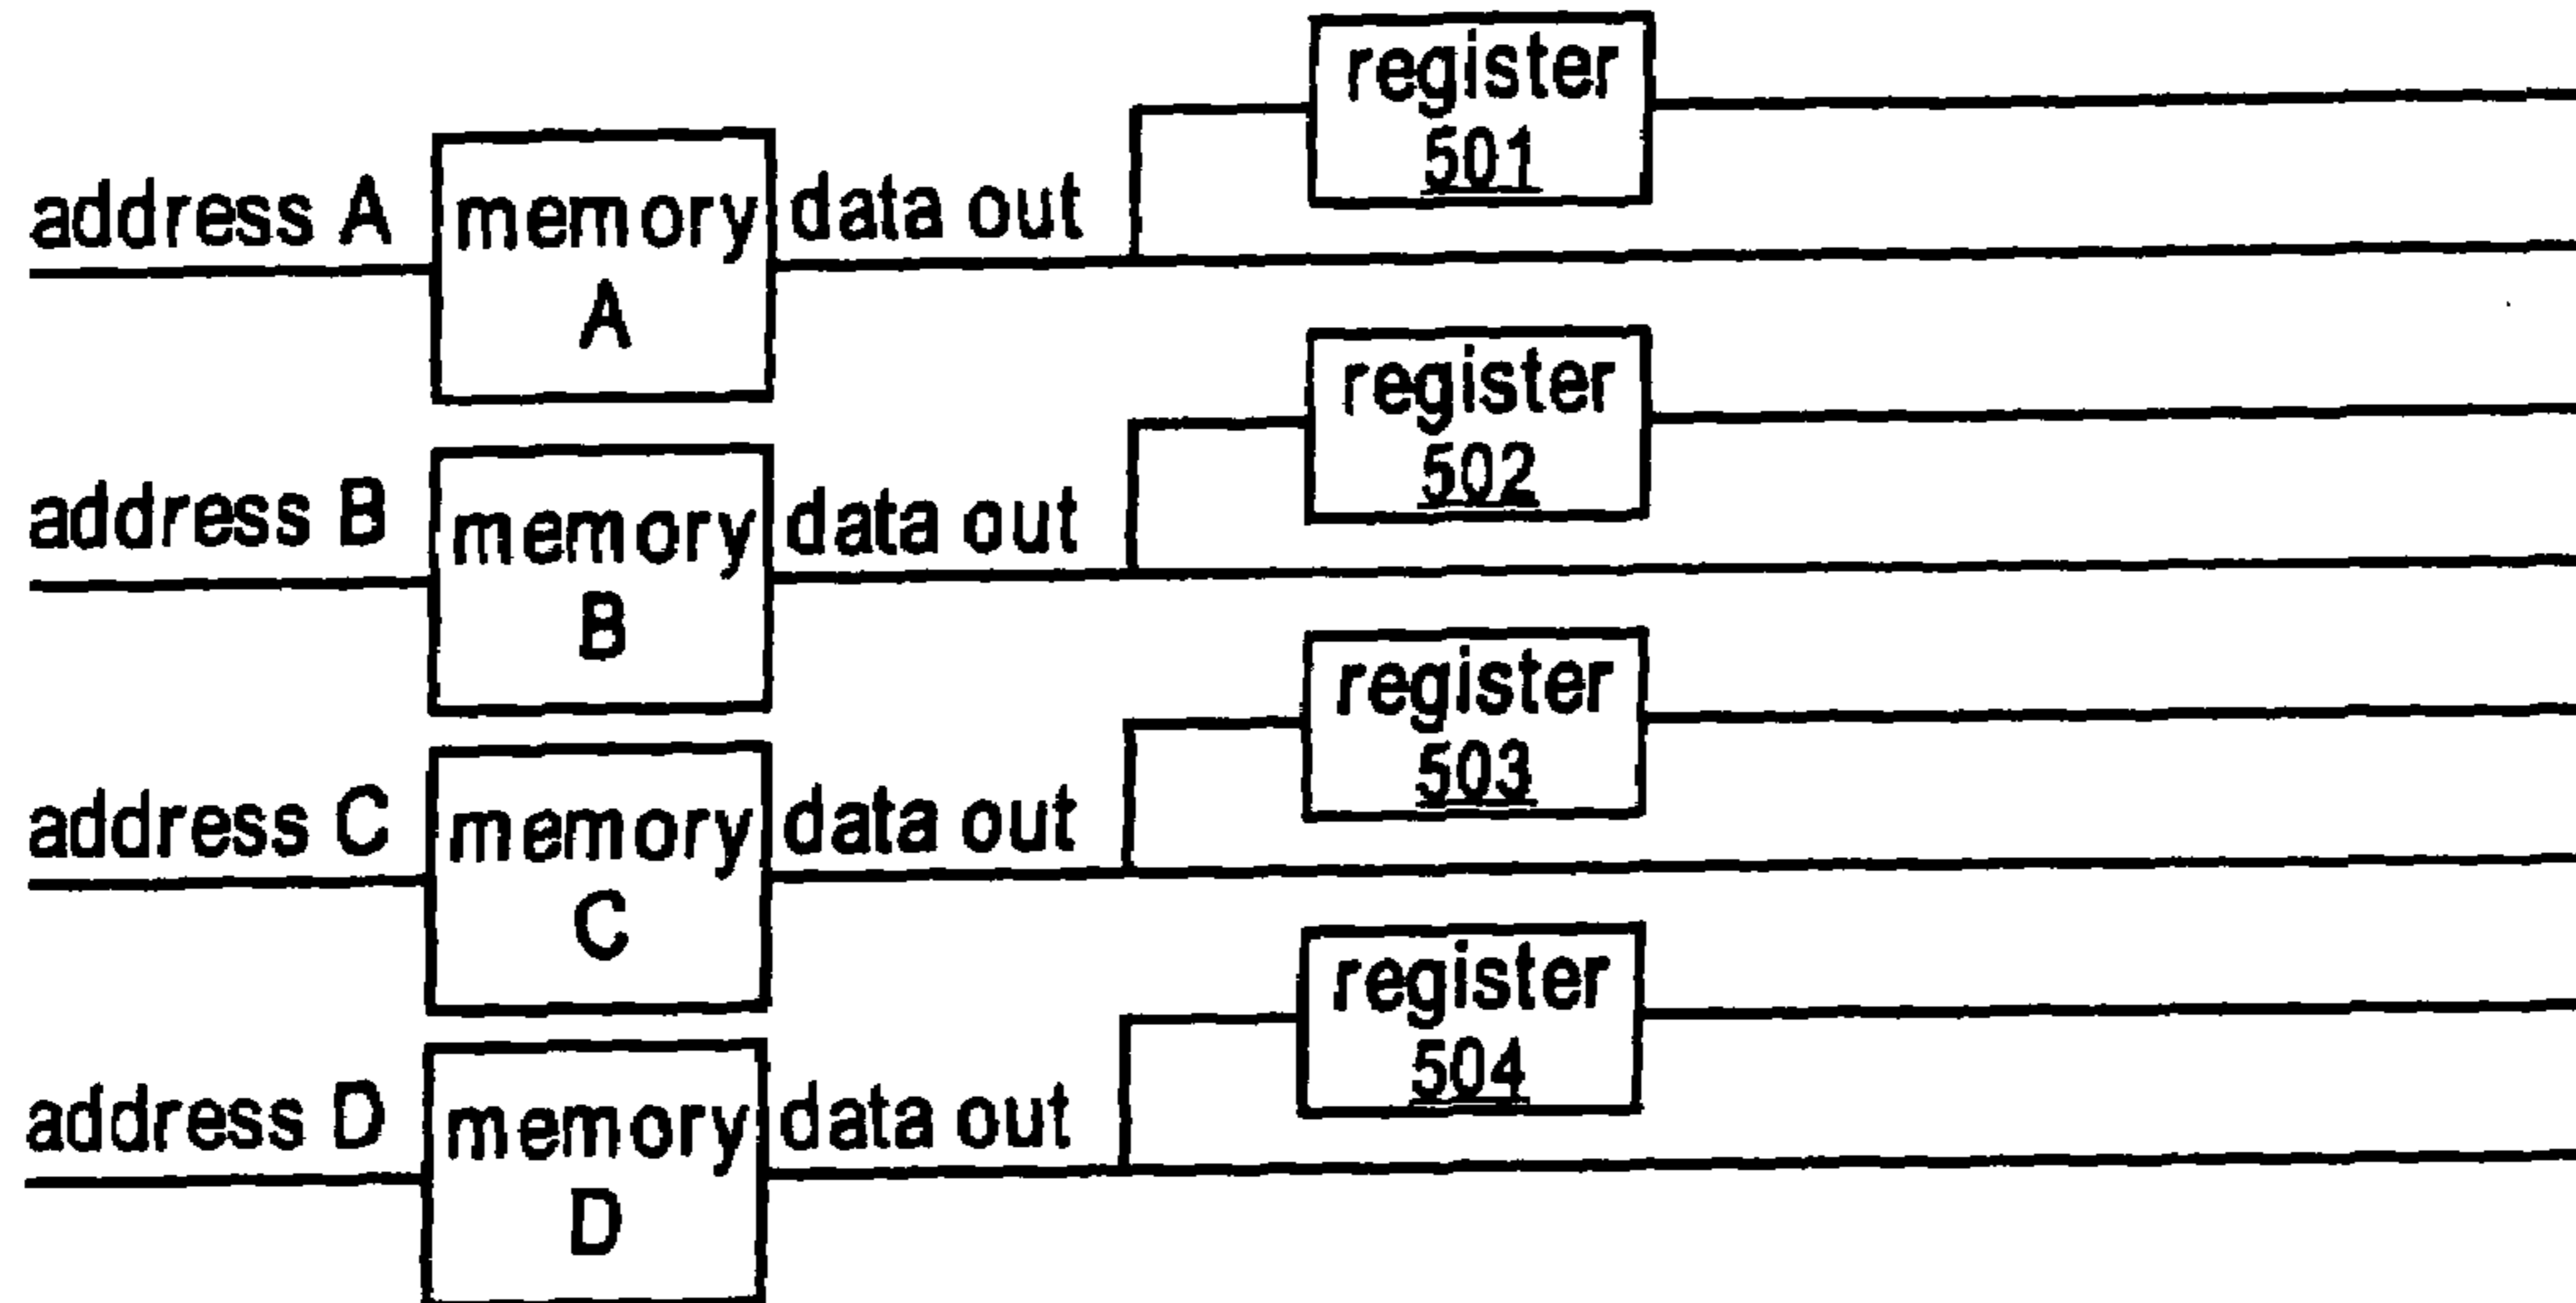 register
501
address A
memory
A
data out
register
502
address B
memory
B
data out
register
503
address C
memory
C
data out
register
504
address D
memory
D
data out